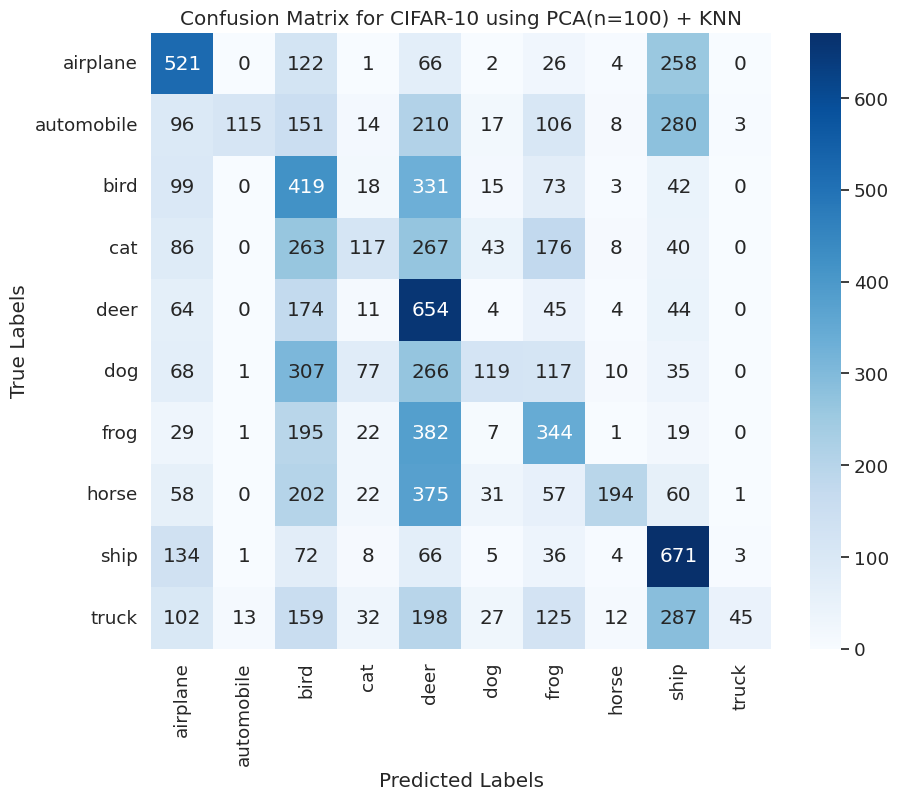 Confusion Matrix for CIFAR-10 using PCA(n=100) + KNN
airplane 521 0 122 1 66 2 26 4 258 0
automobile 96 115 151 14 210 17 106 8 280 3
bird 99 0 419 18 331 15 73 3 42 0
cat 86 0 263 117 267 43 176 8 40 0
deer 64 0 174 11 654 4 45 4 44 0
dog 68 1 307 77 266 119 117 10 35 0
frog 29 1 195 22 382 7 344 1 19 0
horse 58 0 202 22 375 31 57 194 60 1
ship 134 1 72 8 66 5 36 4 671 3
truck 102 13 159 32 198 27 125 12 287 45
True Labels
airplane automobile bird cat deer dog frog horse ship truck
Predicted Labels
600
500
400
300
200
100
0